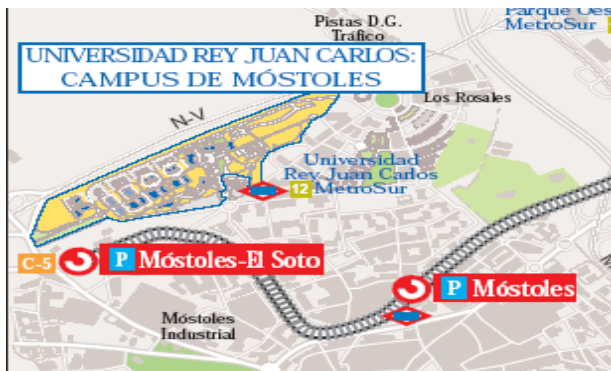 Pistas D.G.
Tráfico
Parque Oes
MetroSur
UNIVERSIDAD REY JUAN CARLOS:
CAMPUS DE MÓSTOLES
N-V
Los Rosales
Universidad
Rey Juan Carlos
12 MetroSur
C-5 P Móstoles-El Soto
P Móstoles
Móstoles
Industrial